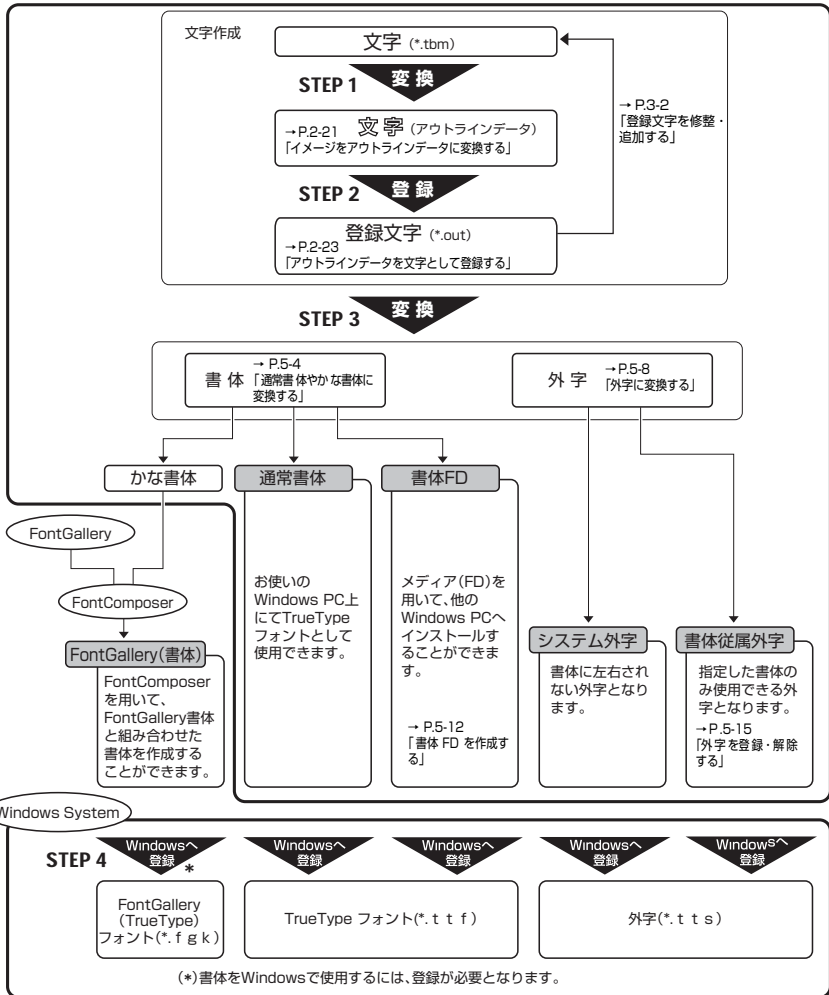 文字作成
文字 (*.tbm)
STEP 1
変 換
→P.2-21 文字 (アウトラインデータ)
「イメージをアウトラインデータに変換する」
→ P.3-2
「登録文字を修整・
追加する」
STEP 2
登 録
登録文字 (*.out)
→P.2-23
「アウトラインデータを文字として登録する」
STEP 3
変 換
書 体
→ P.5-4
「通常書体やかな書体に
変換する」
外 字
→P.5-8
「外字に変換する」
かな書体
通常書体
書体FD
FontGallery
FontComposer
FontGallery(書体)
FontComposer
を用いて、
FontGallery書体
と組み合わせた
書体を作成する
ことができます。
お使いの
Windows PC上
にてTrueType
フォントとして
使用できます。
メディア(FD)を
用いて、他の
Windows PCへ
インストールす
ることができま
す。
→ P.5-12
「書体 FD を作成す
る」
システム外字
書体に左右され
ない外字となり
ます。
書体従属外字
指定した書体の
み使用できる外
字となります。
→P.5-15
「外字を登録・解除
する」
Windows System
STEP 4
Windowsへ
登録 *
Windowsへ
登録
Windowsへ
登録
Windowsへ
登録
Windowsへ
登録
FontGallery
(TrueType)
フォント(*.ｆｇｋ)
TrueType フォント(*.ｔｔｆ)
外字(*.ｔｔｓ)
(*)書体をWindowsで使用するには、登録が必要となります。